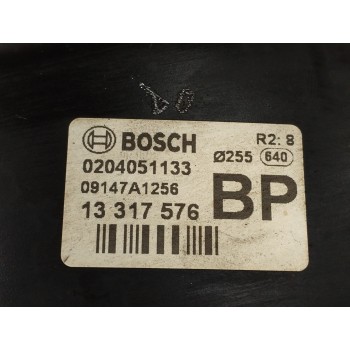 BOSCH
R2: 8
0204051133
Ø255 640
09147A1256
13 317 576
BP